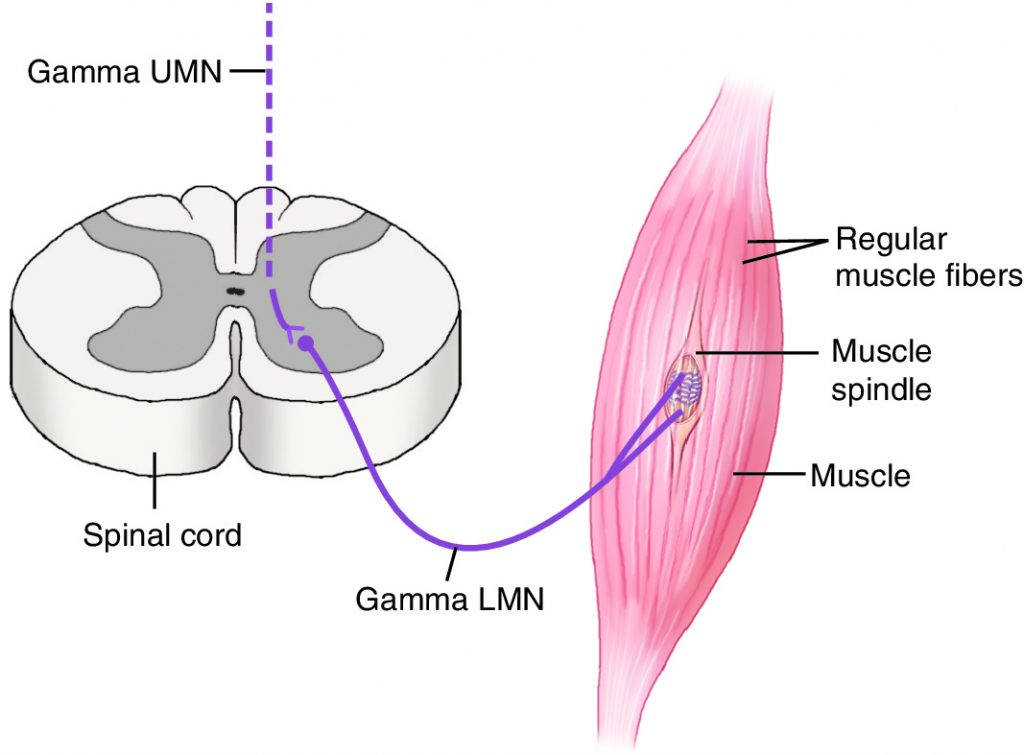 Gamma UMN
Regular
muscle fibers
Muscle
spindle
Muscle
Spinal cord
Gamma LMN